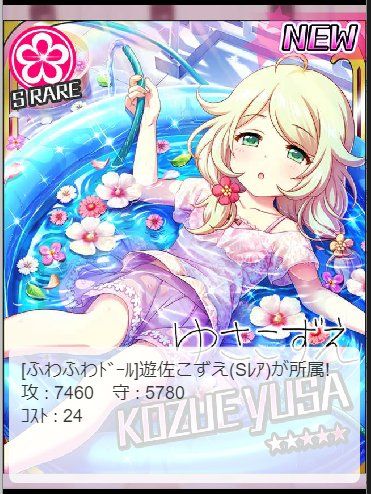 NEW
S RARE
ゆさこずえ
[ふわふわﾄﾞｰﾙ]遊佐こずえ(Sﾚｱ)が所属!
攻 : 7460　守 : 5780
ｺｽﾄ : 24
KOZUE YUSA